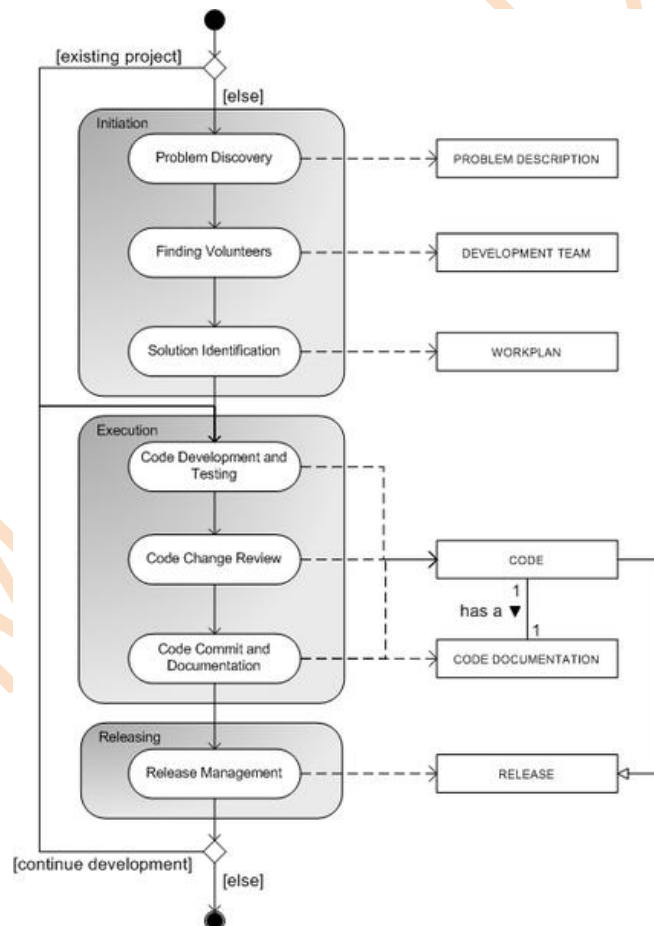 [existing project]
[else]
Initiation
Problem Discovery
PROBLEM DESCRIPTION
Finding Volunteers
DEVELOPMENT TEAM
Solution Identification
WORKPLAN
Execution
Code Development and
Testing
Code Change Review
CODE
1
has a ▼
1
Code Commit and
Documentation
CODE DOCUMENTATION
Releasing
Release Management
RELEASE
[continue development]
[else]